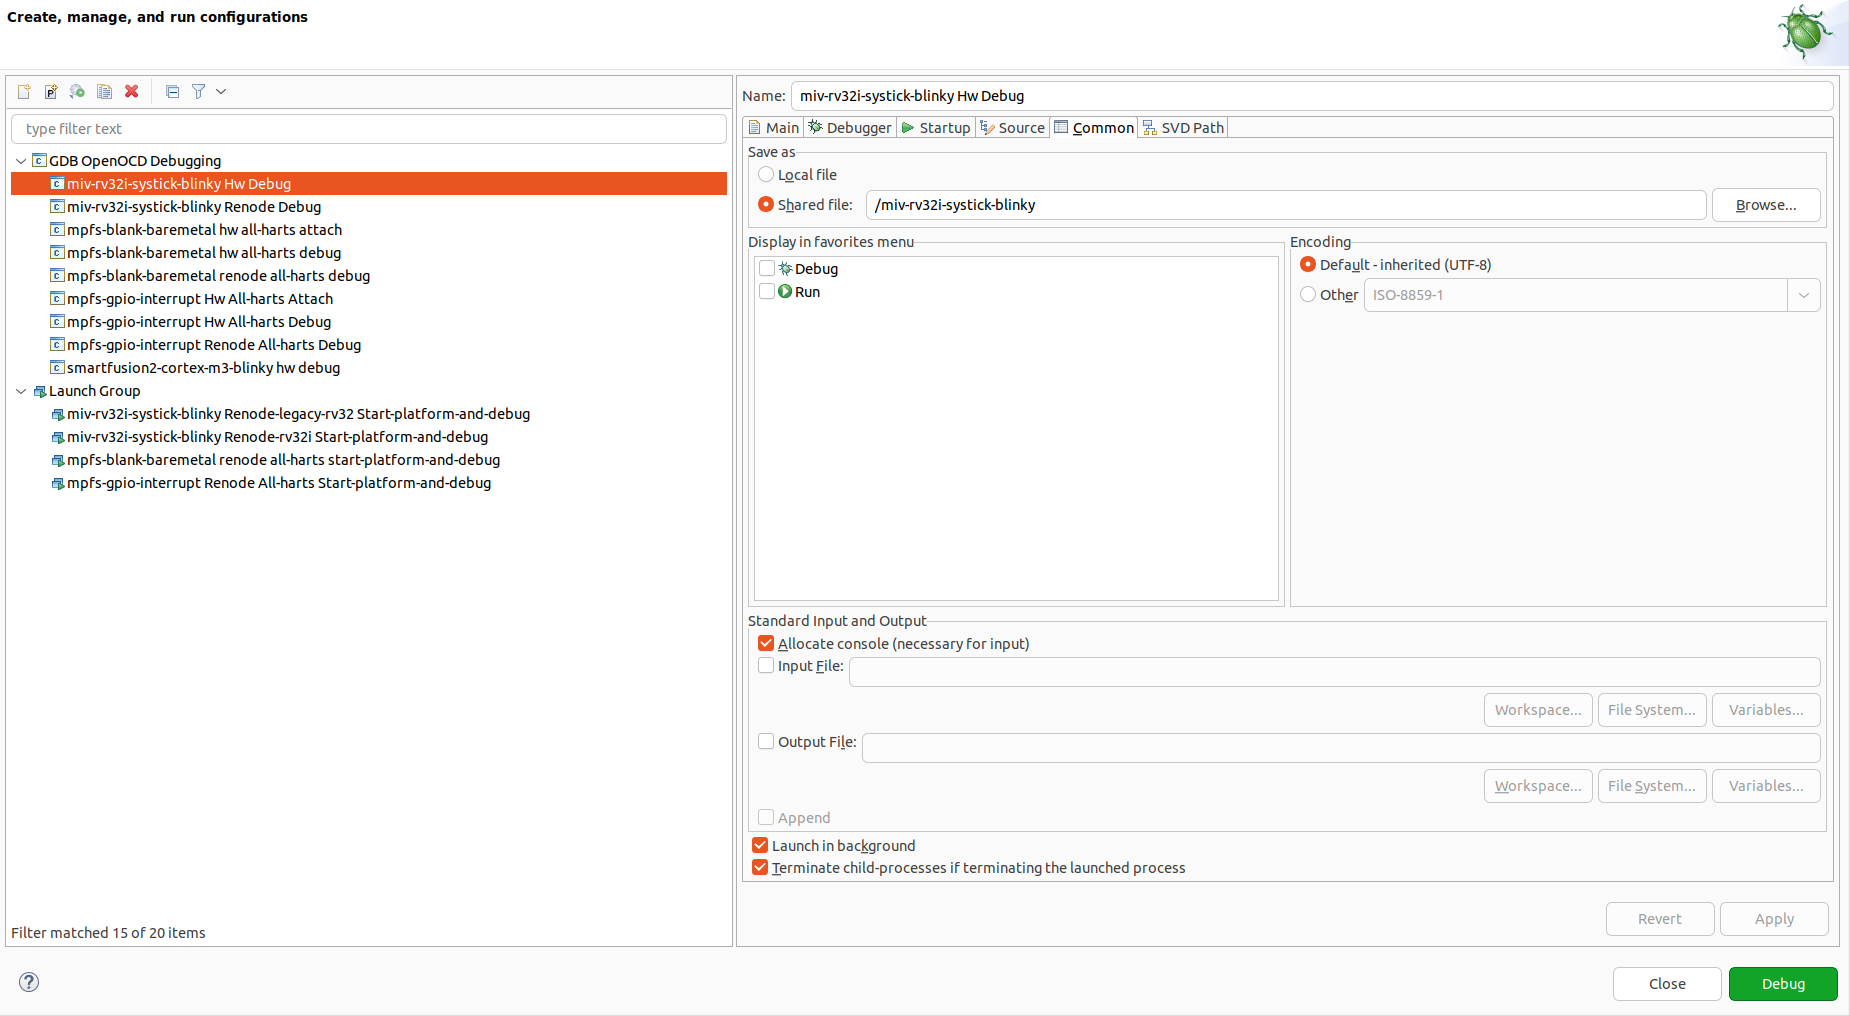 Create, manage, and run configurations
type filter text
GDB OpenOCD Debugging
miv-rv32i-systick-blinky Hw Debug
miv-rv32i-systick-blinky Renode Debug
mpfs-blank-baremetal hw all-harts attach
mpfs-blank-baremetal hw all-harts debug
mpfs-blank-baremetal renode all-harts debug
mpfs-gpio-interrupt Hw All-harts Attach
mpfs-gpio-interrupt Hw All-harts Debug
mpfs-gpio-interrupt Renode All-harts Debug
smartfusion2-cortex-m3-blinky hw debug
Launch Group
miv-rv32i-systick-blinky Renode-legacy-rv32 Start-platform-and-debug
miv-rv32i-systick-blinky Renode-rv32i Start-platform-and-debug
mpfs-blank-baremetal renode all-harts start-platform-and-debug
mpfs-gpio-interrupt Renode All-harts Start-platform-and-debug
Filter matched 15 of 20 items
Name: miv-rv32i-systick-blinky Hw Debug
Main Debugger Startup Source Common SVD Path
Save as
Local file
Shared file: /miv-rv32i-systick-blinky Browse...
Display in favorites menu
Debug
Run
Encoding
Default - inherited (UTF-8)
Other ISO-8859-1
Standard Input and Output
Allocate console (necessary for input)
Input File:
Workspace... File System... Variables...
Output File:
Workspace... File System... Variables...
Append
Launch in background
Terminate child-processes if terminating the launched process
Revert Apply
? Close Debug